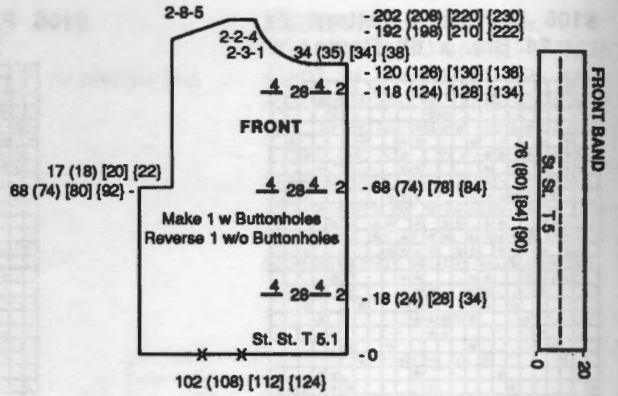 2-8-5
2-2-4
2-3-1
34 (35) [34] {38}
- 202 (208) [220] {230}
- 192 (198) [210] {222}
- 120 (126) [130] {136}
- 118 (124) [128] {134}
4 28 4 2
FRONT
17 (18) [20] {22}
68 (74) [80] {92} -
4 28 4 2
- 68 (74) [78] {84}
Make 1 w Buttonholes
Reverse 1 w/o Buttonholes
4 28 4 2
- 18 (24) [28] {34}
St. St. T 5.1
- 0
102 (108) [112] {124}
FRONT BAND
St. St. T 5
76 (80) [84] {90}
0
20